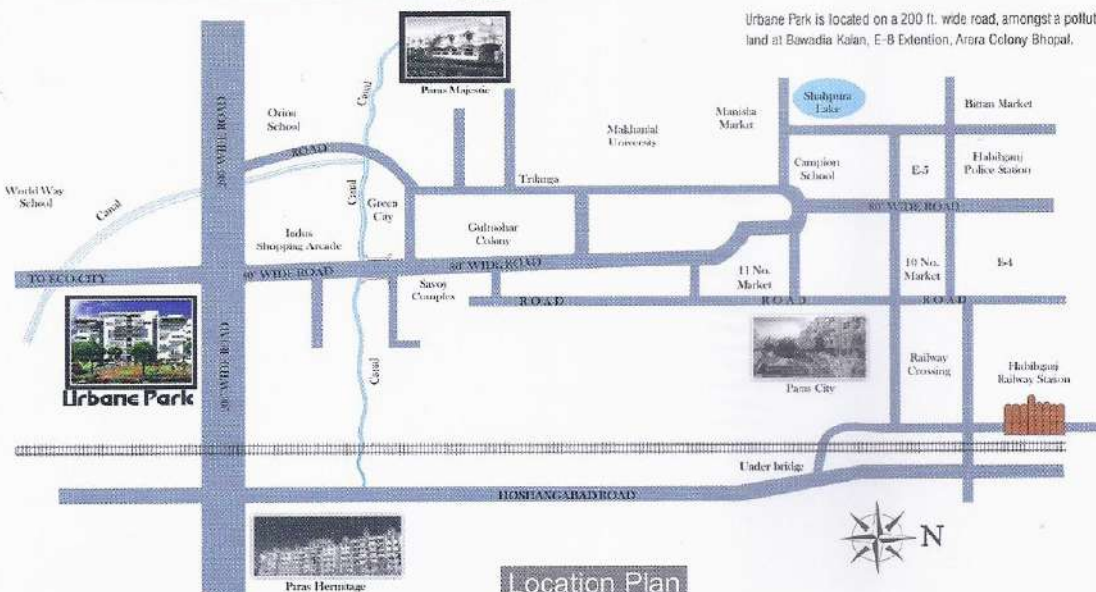 Urbane Park is located on a 200 ft. wide road, amongst a pollut
land at Bawadia Kalan, E-8 Extention, Arera Colony Bhopal.
Paras Majestic
Canal
200' WIDE ROAD
Orion
School
ROAD
World Way
School
Canal
Canal
Green
City
Indus
Shopping Arcade
Trilanga
Makhanlal
University
Manisha
Market
Shahpura
Lake
Bittan Market
Campion
School
E-5
Habibganj
Police Station
80' WIDE ROAD
Gulmohar
Colony
TO ECO-CITY
80' WIDE ROAD
80' WIDE ROAD
Savoy
Complex
11 No.
Market
10 No.
Market
E-4
ROAD
ROAD
ROAD
200' WIDE ROAD
Canal
Urbane Park
Paras City
Railway
Crossing
Habibganj
Railway Station
Under bridge
HOSHANGABAD ROAD
N
Paras Hermitage
Location Plan